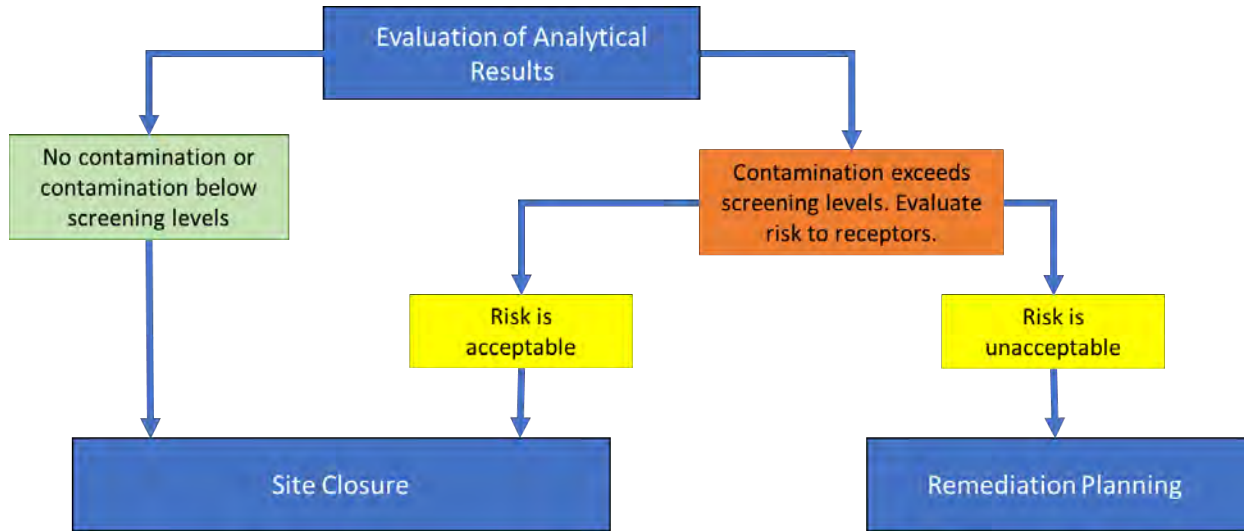 Evaluation of Analytical
Results
No contamination or
contamination below
screening levels
Contamination exceeds
screening levels. Evaluate
risk to receptors.
Risk is
acceptable
Risk is
unacceptable
Site Closure
Remediation Planning